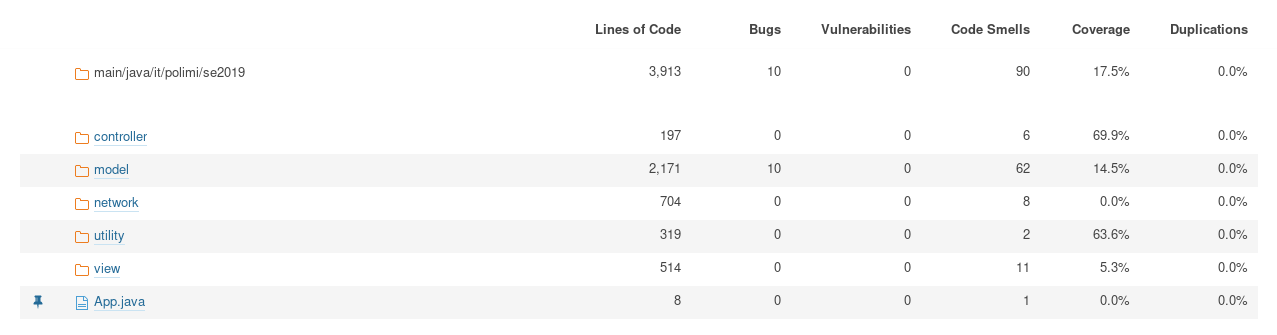 Lines of Code Bugs Vulnerabilities Code Smells Coverage Duplications
main/java/it/polimi/se2019 3,913 10 0 90 17.5% 0.0%
controller 197 0 0 6 69.9% 0.0%
model 2,171 10 0 62 14.5% 0.0%
network 704 0 0 8 0.0% 0.0%
utility 319 0 0 2 63.6% 0.0%
view 514 0 0 11 5.3% 0.0%
App.java 8 0 0 1 0.0% 0.0%